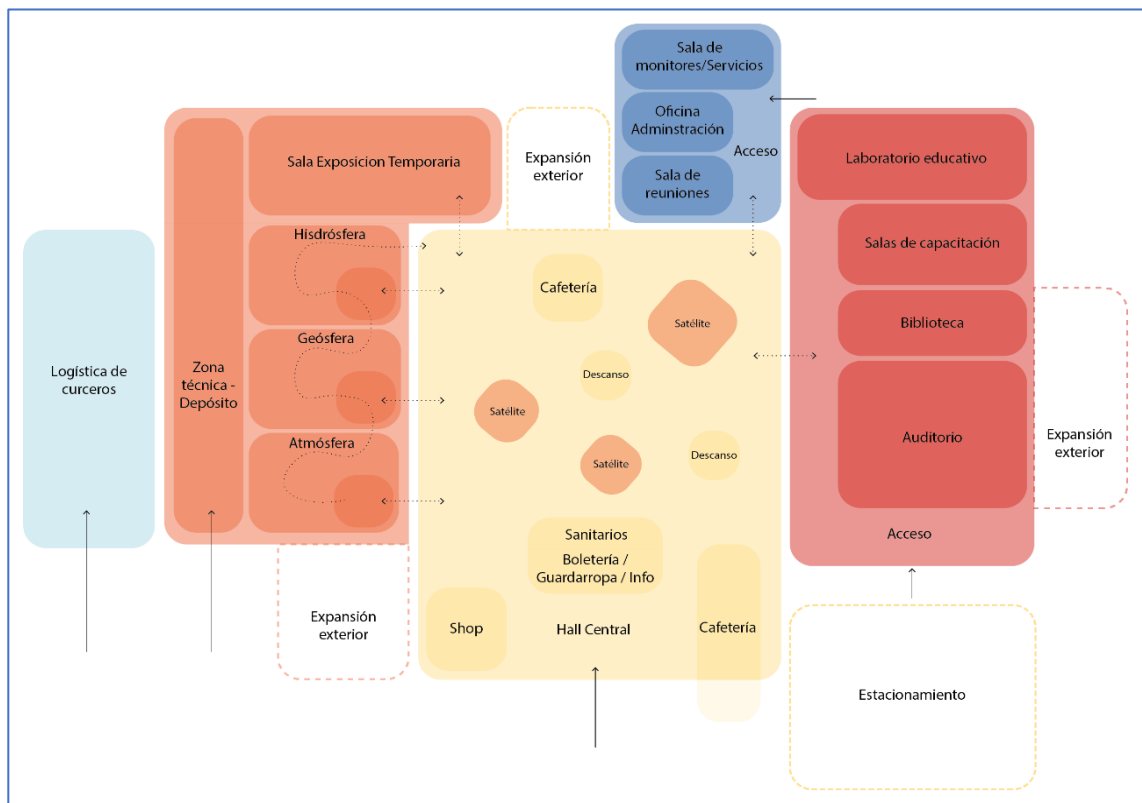 Sala de
monitores/Servicios
Oficina
Adminstración
Acceso
Sala de
reuniones
Sala Exposicion Temporaria
Expansión
exterior
Laboratorio educativo
Salas de capacitación
Biblioteca
Auditorio
Acceso
Expansión
exterior
Hisdrósfera
Geósfera
Atmósfera
Zona
técnica -
Depósito
Logística de
curceros
Cafetería
Satélite
Descanso
Satélite
Descanso
Satélite
Sanitarios
Boletería /
Guardarropa / Info
Shop
Hall Central
Cafetería
Expansión
exterior
Estacionamiento